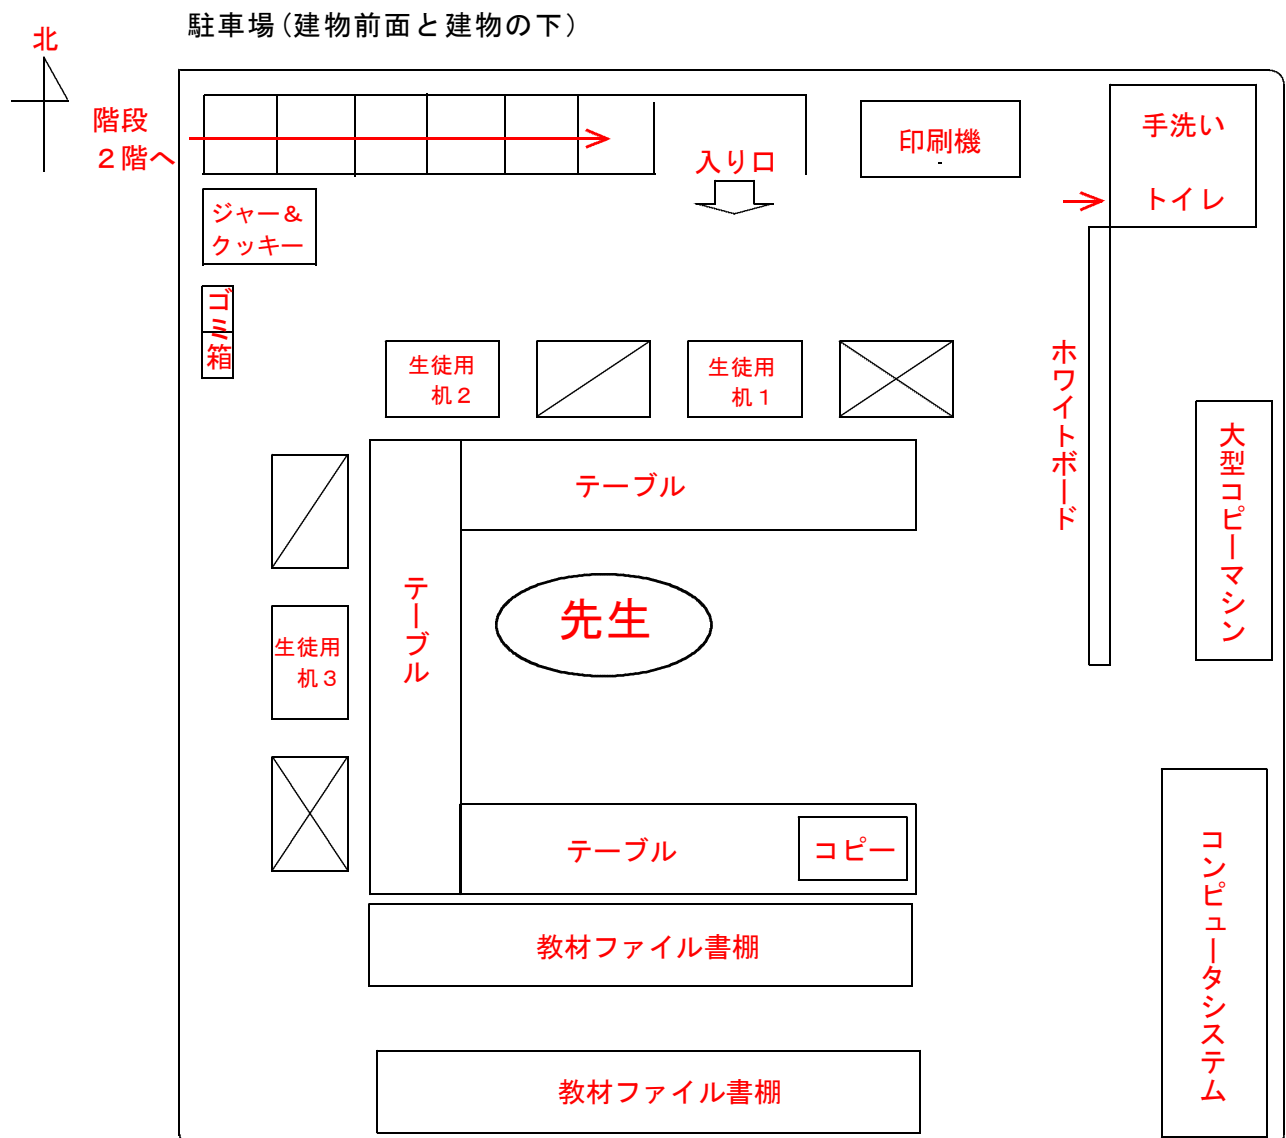 駐車場(建物前面と建物の下)
北
階段
２階へ
入り口
印刷機
手洗い
トイレ
ジャー＆
クッキー
ゴミ箱
生徒用
机２
生徒用
机１
ホワイトボード
大型コピーマシン
テーブル
テーブル
先生
生徒用
机３
テーブル
コピー
コンピュータシステム
教材ファイル書棚
教材ファイル書棚